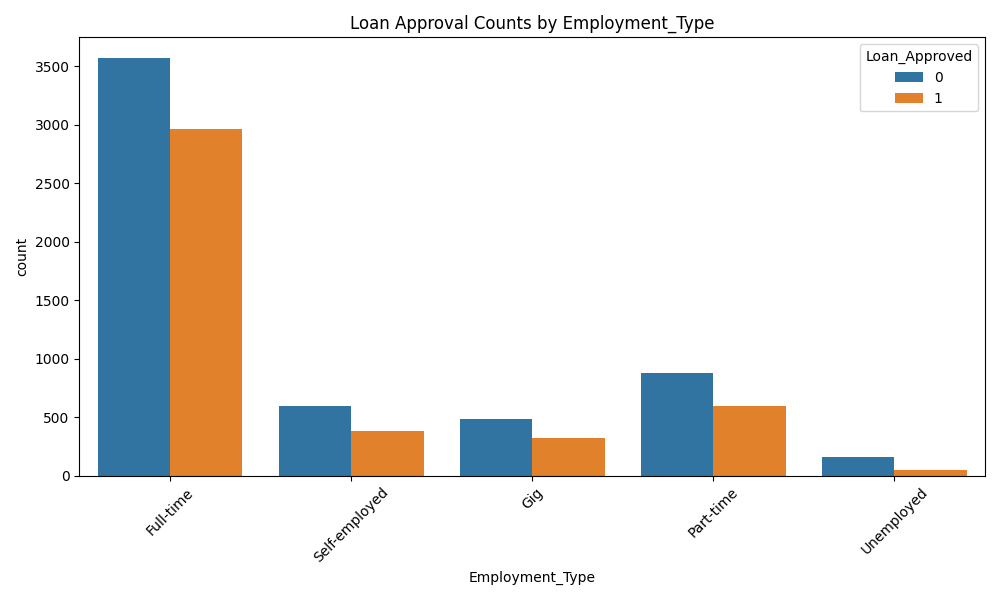 Loan Approval Counts by Employment_Type
Loan_Approved
0
1
count
3500
3000
2500
2000
1500
1000
500
0
Full-time
Self-employed
Gig
Part-time
Unemployed
Employment_Type